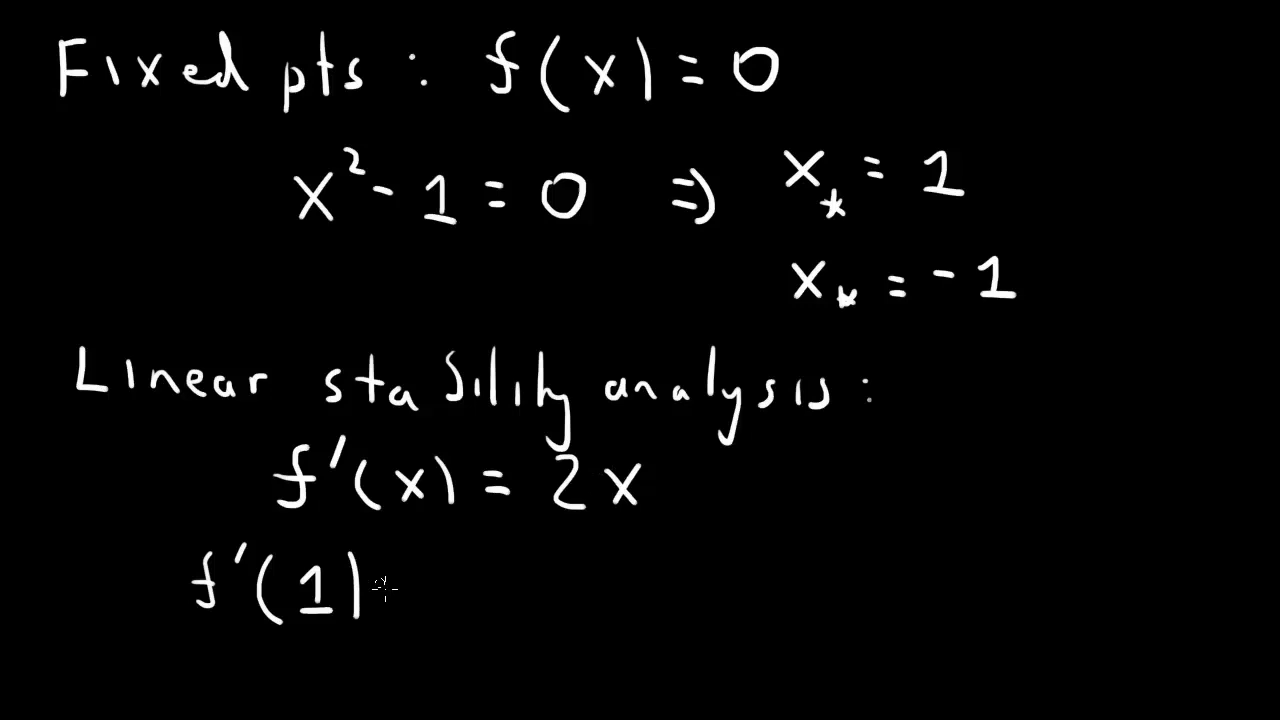 Fixed pts : f(x) = 0
x² - 1 = 0 ⇒ x⋆ = 1
x⋆ = -1
Linear stability analysis :
f'(x) = 2x
f'(1)